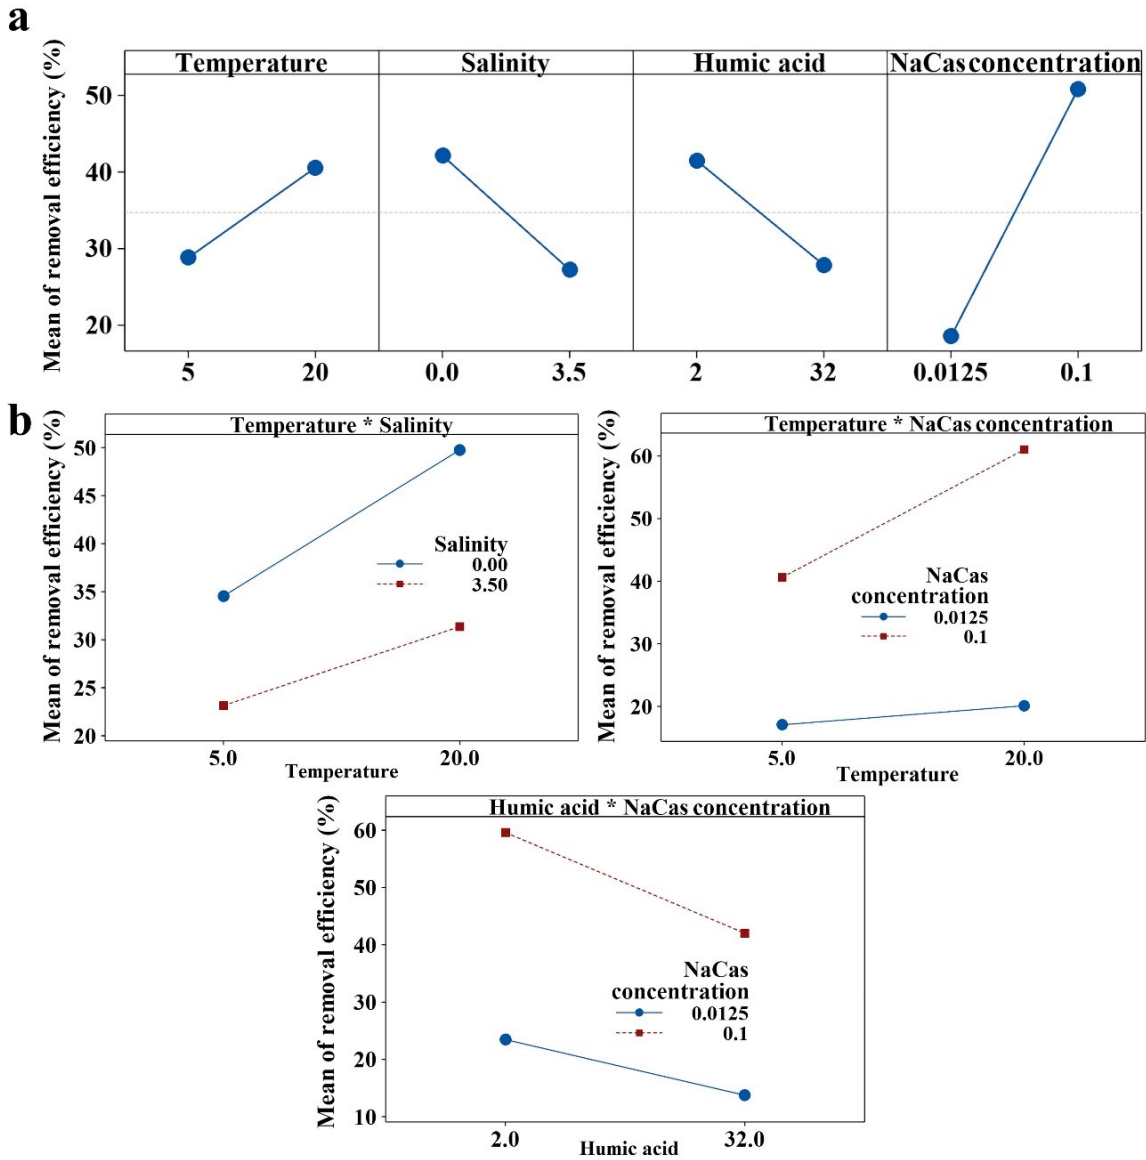 a
Temperature Salinity Humic acid NaCas concentration
Mean of removal efficiency (%)
50
40
30
20
5 20 0.0 3.5 2 32 0.0125 0.1
b
Temperature * Salinity
Mean of removal efficiency (%)
50
45
40
35
30
25
20
Salinity
0.00
3.50
5.0 20.0
Temperature
Temperature * NaCas concentration
Mean of removal efficiency (%)
60
50
40
30
20
NaCas
concentration
0.0125
0.1
5.0 20.0
Temperature
Humic acid * NaCas concentration
Mean of removal efficiency (%)
60
50
40
30
20
10
NaCas
concentration
0.0125
0.1
2.0 32.0
Humic acid